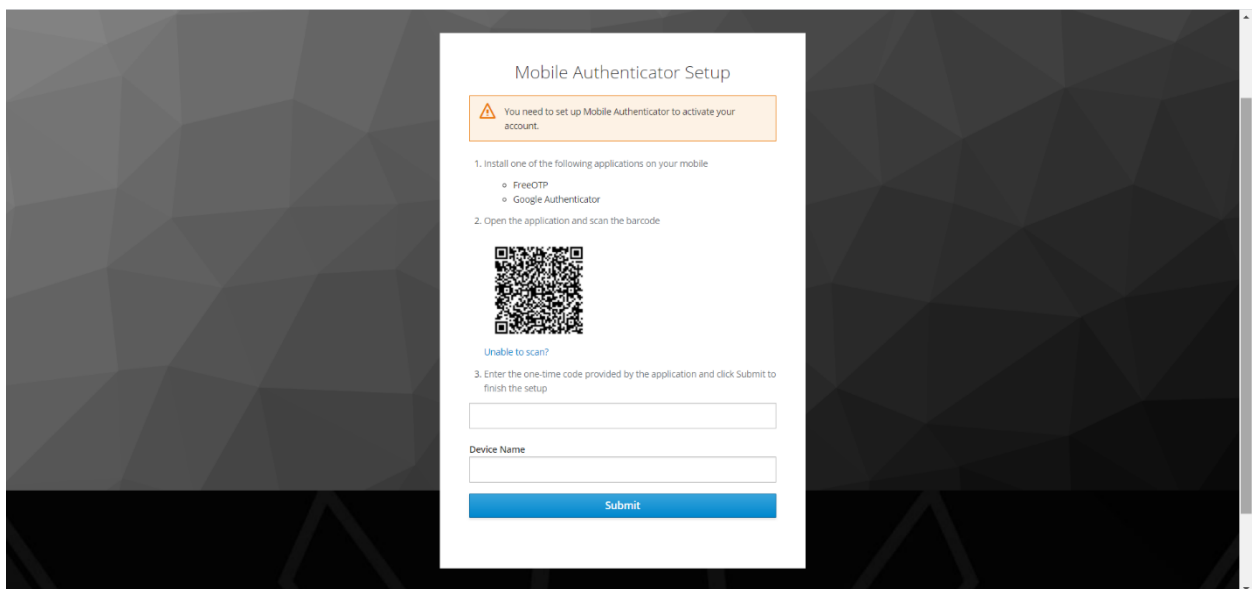 Mobile Authenticator Setup
You need to set up Mobile Authenticator to activate your
account.
1. Install one of the following applications on your mobile
FreeOTP
Google Authenticator
2. Open the application and scan the barcode
Unable to scan?
3. Enter the one-time code provided by the application and click Submit to
finish the setup
Device Name
Submit